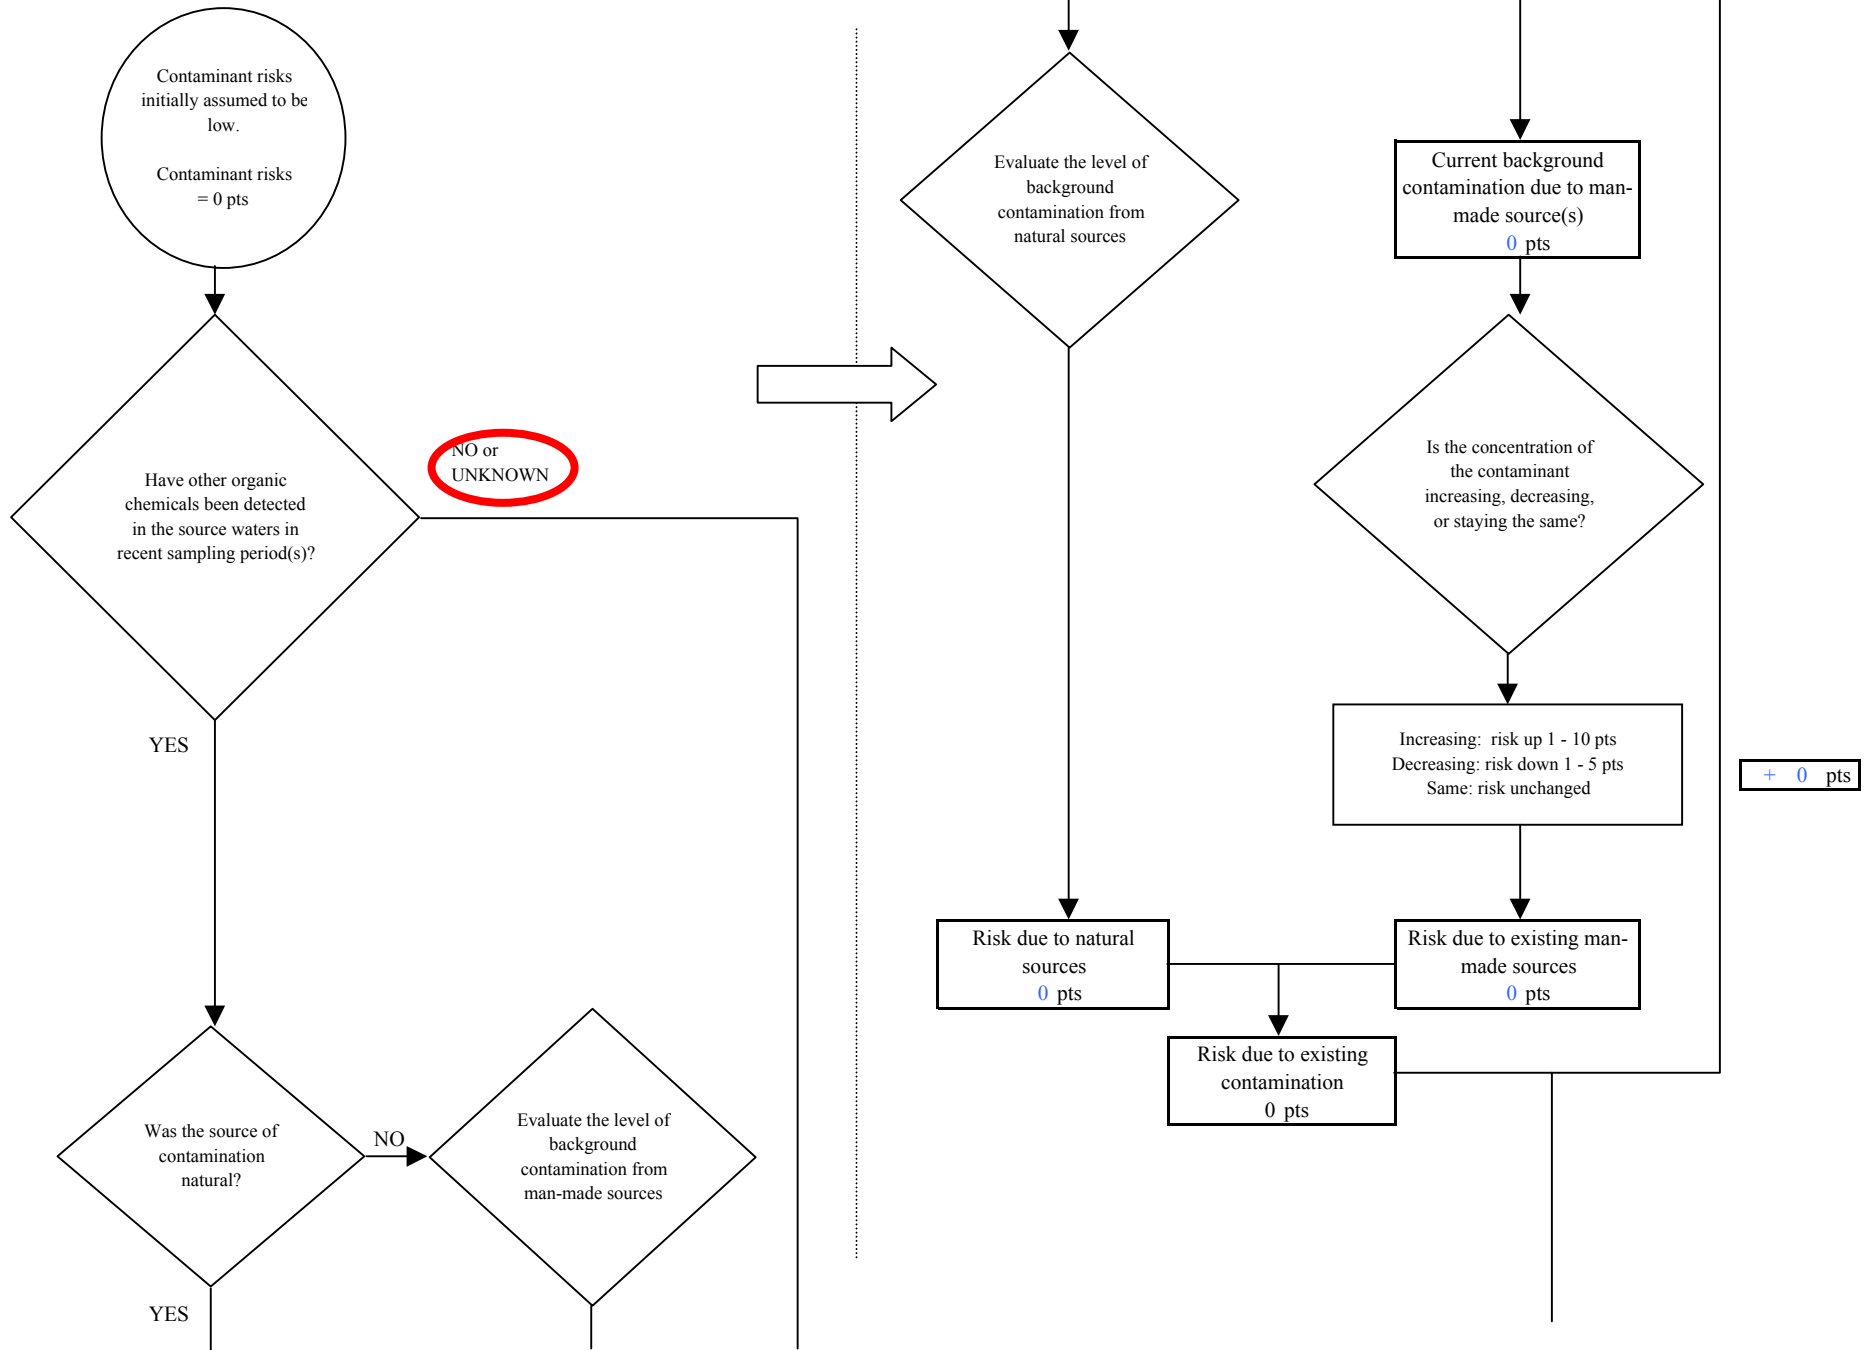 Contaminant risks
initially assumed to be
low.
Contaminant risks
= 0 pts
Have other organic
chemicals been detected
in the source waters in
recent sampling period(s)?
NO or
UNKNOWN
YES
Was the source of
contamination
natural?
NO
Evaluate the level of
background
contamination from
man-made sources
YES
Evaluate the level of
background
contamination from
natural sources
Current background
contamination due to man-
made source(s)
0 pts
Is the concentration of
the contaminant
increasing, decreasing,
or staying the same?
Increasing: risk up 1 - 10 pts
Decreasing: risk down 1 - 5 pts
Same: risk unchanged
+ 0 pts
Risk due to natural
sources
0 pts
Risk due to existing man-
made sources
0 pts
Risk due to existing
contamination
0 pts